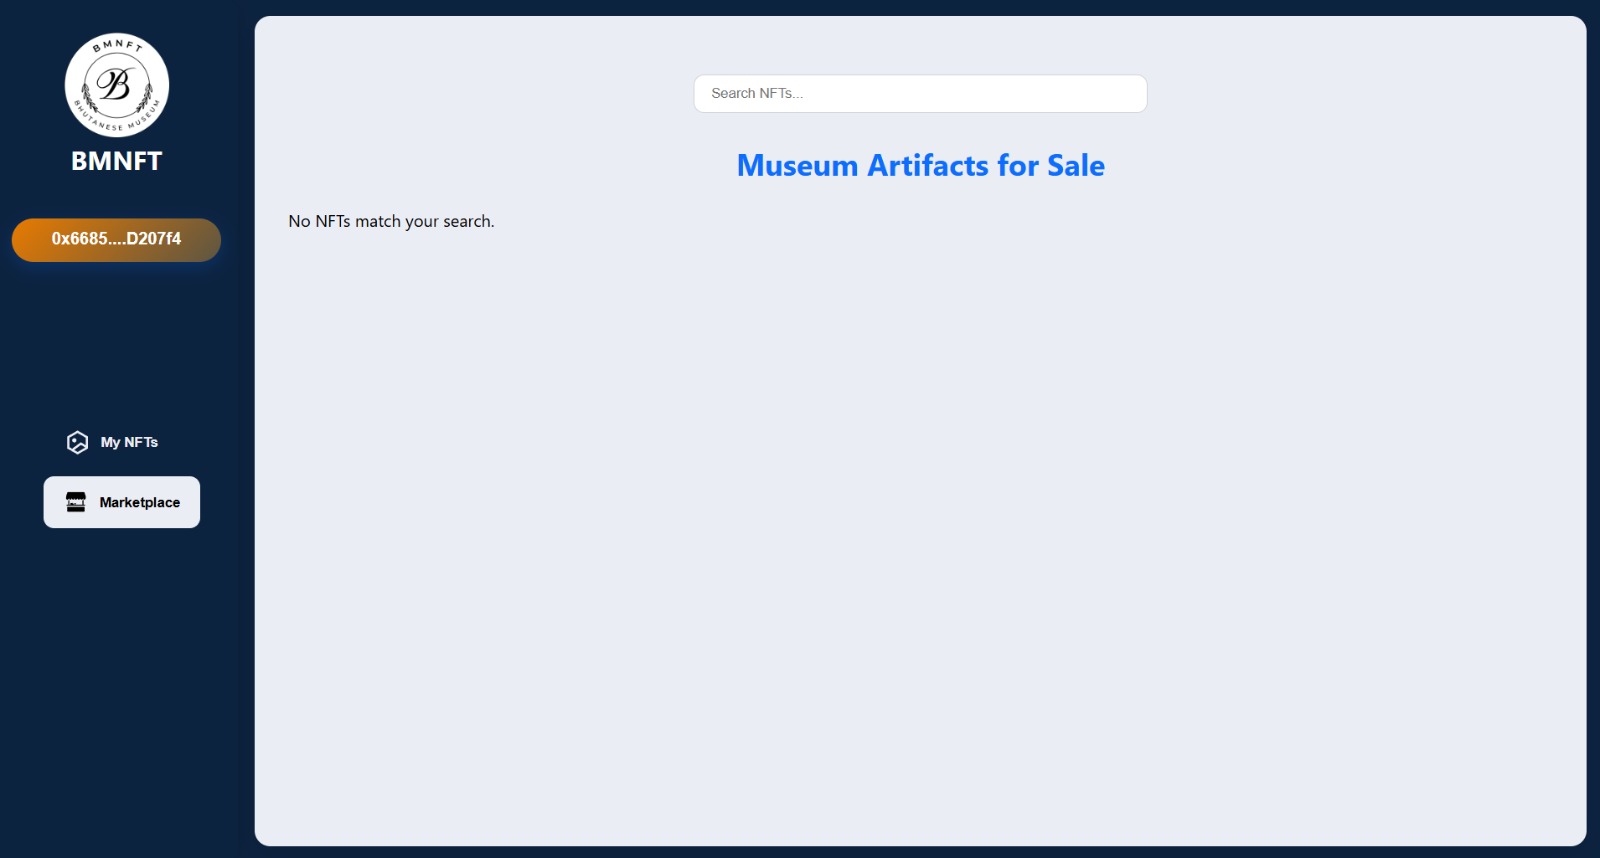 BMNFT
B
BHUTANESE MUSEUM
BMNFT
0x6685....D207f4
My NFTs
Marketplace
Search NFTs...
Museum Artifacts for Sale
No NFTs match your search.